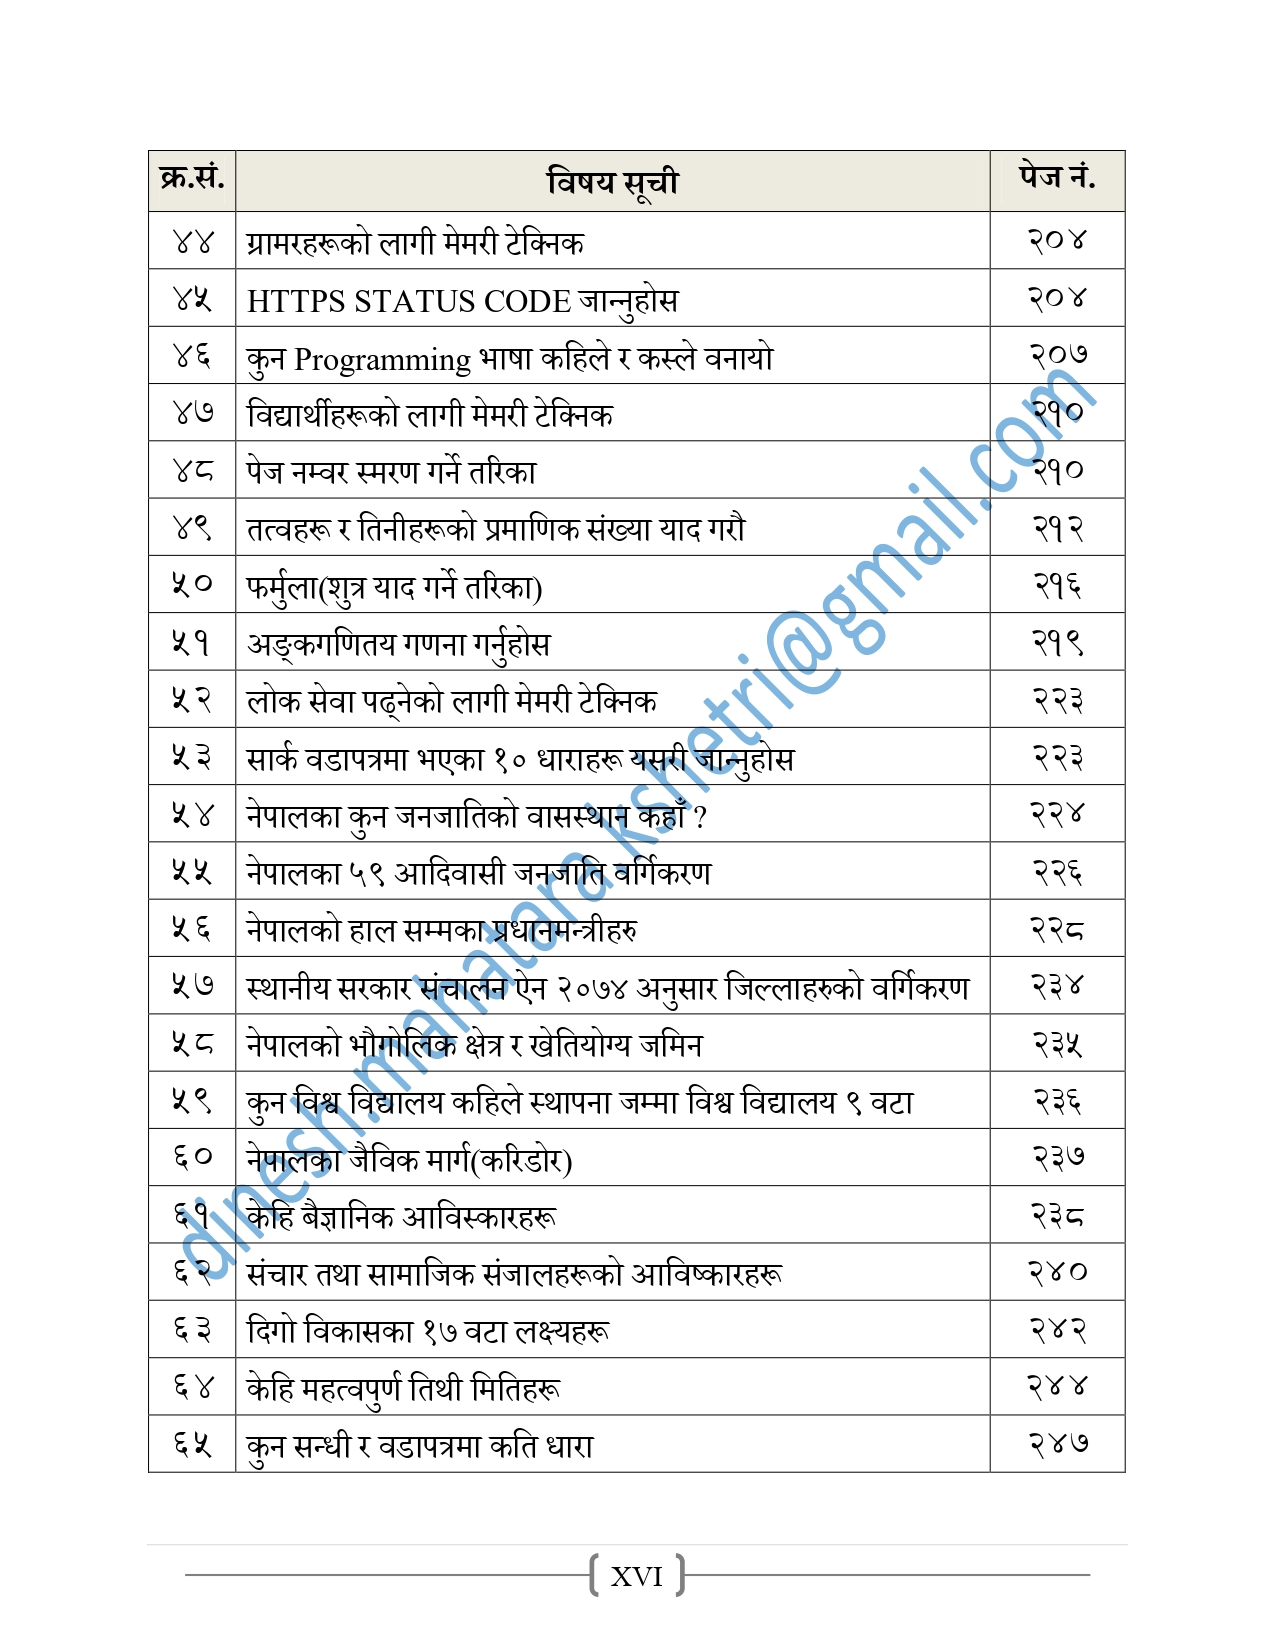 क्र.सं. विषय सूची पेज नं.
४४ ग्रामरहरूको लागी मेमरी टेक्निक २०४
४५ HTTPS STATUS CODE जान्नुहोस २०४
४६ कुन Programming भाषा कहिले र कस्ले वनायो २०७
४७ विद्यार्थीहरूको लागी मेमरी टेक्निक २१०
४८ पेज नम्वर स्मरण गर्ने तरिका २१०
४९ तत्वहरू र तिनीहरूको प्रमाणिक संख्या याद गरौ २१२
५० फर्मुला(शुत्र याद गर्ने तरिका) २१६
५१ अङ्कगणितय गणना गर्नुहोस २१९
५२ लोक सेवा पढ्नेको लागी मेमरी टेक्निक २२३
५३ सार्क वडापत्रमा भएका १० धाराहरू यसरी जान्नुहोस २२३
५४ नेपालका कुन जनजातिको वासस्थान कहाँ ? २२४
५५ नेपालका ५९ आदिवासी जनजाति वर्गिकरण २२६
५६ नेपालको हाल सम्मका प्रधानमन्त्रीहरु २२८
५७ स्थानीय सरकार संचालन ऐन २०७४ अनुसार जिल्लाहरुको वर्गिकरण २३४
५८ नेपालको भौगोलिक क्षेत्र र खेतियोग्य जमिन २३५
५९ कुन विश्व विद्यालय कहिले स्थापना जम्मा विश्व विद्यालय ९ वटा २३६
६० नेपालका जैविक मार्ग(करिडोर) २३७
६१ केहि बैज्ञानिक आविस्कारहरू २३८
६२ संचार तथा सामाजिक संजालहरूको आविष्कारहरू २४०
६३ दिगो विकासका १७ वटा लक्ष्यहरू २४२
६४ केहि महत्वपुर्ण तिथी मितिहरू २४४
६५ कुन सन्धी र वडापत्रमा कति धारा २४७
dinesh.mahatara.kshetri@gmail.com
XVI